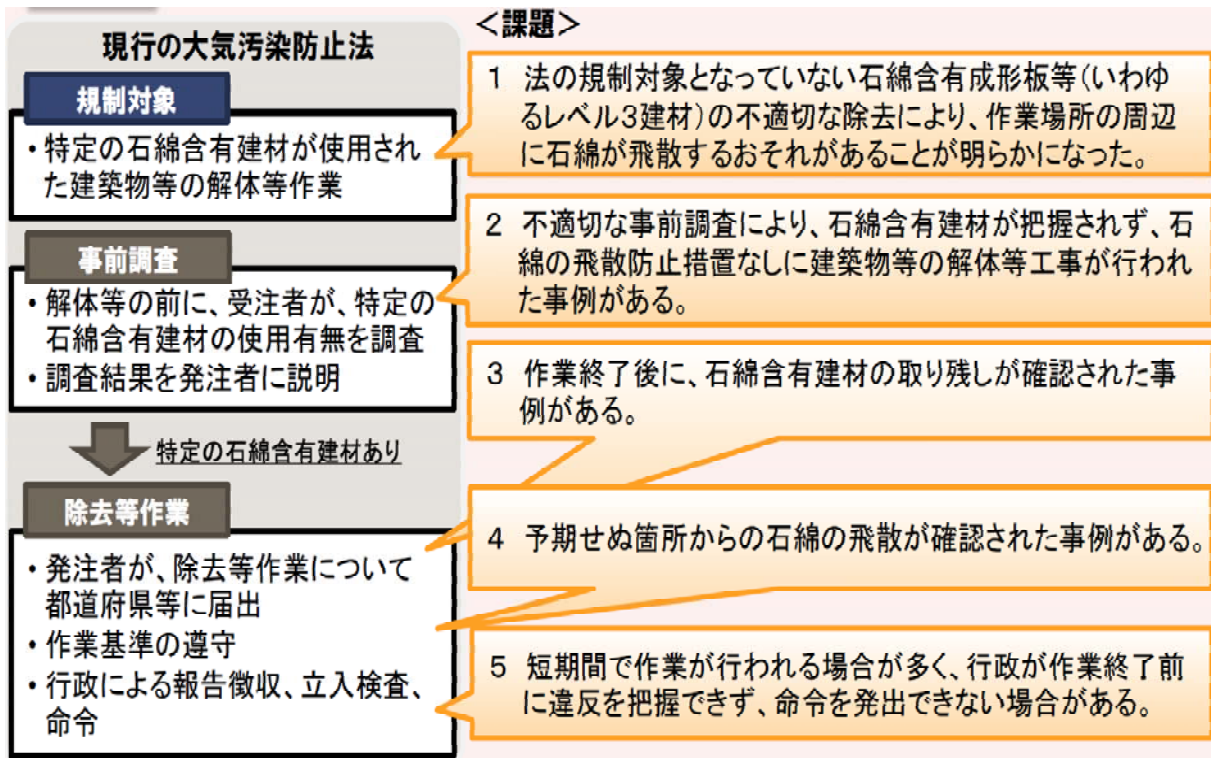 現行の大気汚染防止法
規制対象
・特定の石綿含有建材が使用され
た建築物等の解体等作業
事前調査
・解体等の前に、受注者が、特定の
石綿含有建材の使用有無を調査
・調査結果を発注者に説明
特定の石綿含有建材あり
除去等作業
・発注者が、除去等作業について
都道府県等に届出
・作業基準の遵守
・行政による報告徴収、立入検査、
命令
＜課題＞
1 法の規制対象となっていない石綿含有成形板等(いわゆ
るレベル3建材)の不適切な除去により、作業場所の周辺
に石綿が飛散するおそれがあることが明らかになった。
2 不適切な事前調査により、石綿含有建材が把握されず、石
綿の飛散防止措置なしに建築物等の解体等工事が行われ
た事例がある。
3 作業終了後に、石綿含有建材の取り残しが確認された事
例がある。
4 予期せぬ箇所からの石綿の飛散が確認された事例がある。
5 短期間で作業が行われる場合が多く、行政が作業終了前
に違反を把握できず、命令を発出できない場合がある。